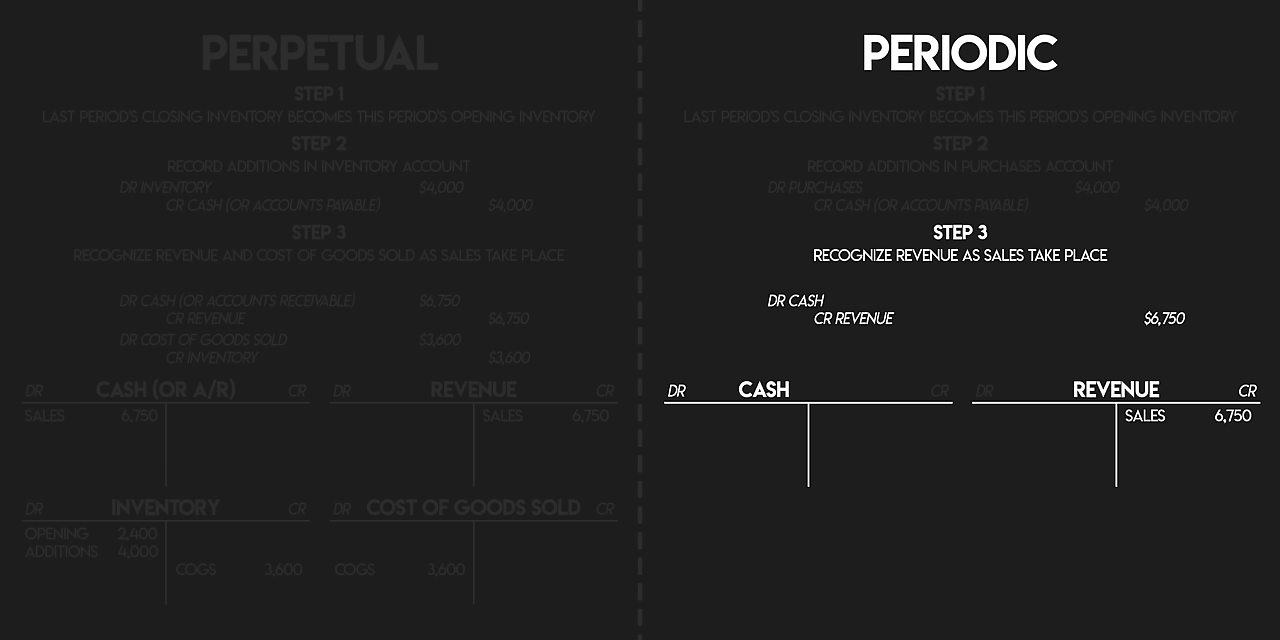 PERPETUAL
STEP 1
LAST PERIOD'S CLOSING INVENTORY BECOMES THIS PERIOD'S OPENING INVENTORY
STEP 2
RECORD ADDITIONS IN INVENTORY ACCOUNT
DR INVENTORY $4,000
CR CASH (OR ACCOUNTS PAYABLE) $4,000
STEP 3
RECOGNIZE REVENUE AND COST OF GOODS SOLD AS SALES TAKE PLACE
DR CASH (OR ACCOUNTS RECEIVABLE) $6,750
CR REVENUE $6,750
DR COST OF GOODS SOLD $3,600
CR INVENTORY $3,600
DR CASH (OR A/R) CR
SALES 6,750
DR REVENUE CR
SALES 6,750
DR INVENTORY CR
OPENING 2,400
ADDITIONS 4,000
COGS 3,600
DR COST OF GOODS SOLD CR
COGS 3,600
PERIODIC
STEP 1
LAST PERIOD'S CLOSING INVENTORY BECOMES THIS PERIOD'S OPENING INVENTORY
STEP 2
RECORD ADDITIONS IN PURCHASES ACCOUNT
DR PURCHASES $4,000
CR CASH (OR ACCOUNTS PAYABLE) $4,000
STEP 3
RECOGNIZE REVENUE AS SALES TAKE PLACE
DR CASH
CR REVENUE $6,750
DR CASH CR
DR REVENUE CR
SALES 6,750